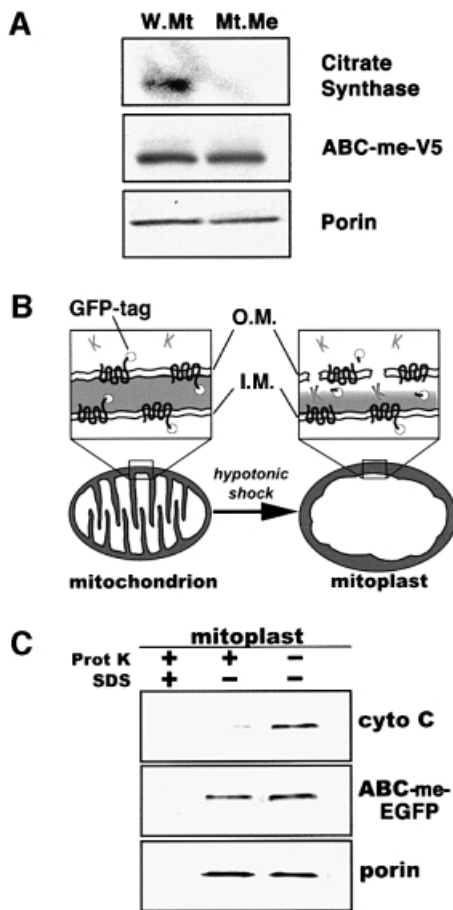 A
W.Mt Mt.Me
Citrate
Synthase
ABC-me-V5
Porin
B
GFP-tag
K K
O.M.
K
I.M.
K K
hypotonic
shock
mitochondrion
mitoplast
C
mitoplast
Prot K + + −
SDS + − −
cyto C
ABC-me-
EGFP
porin